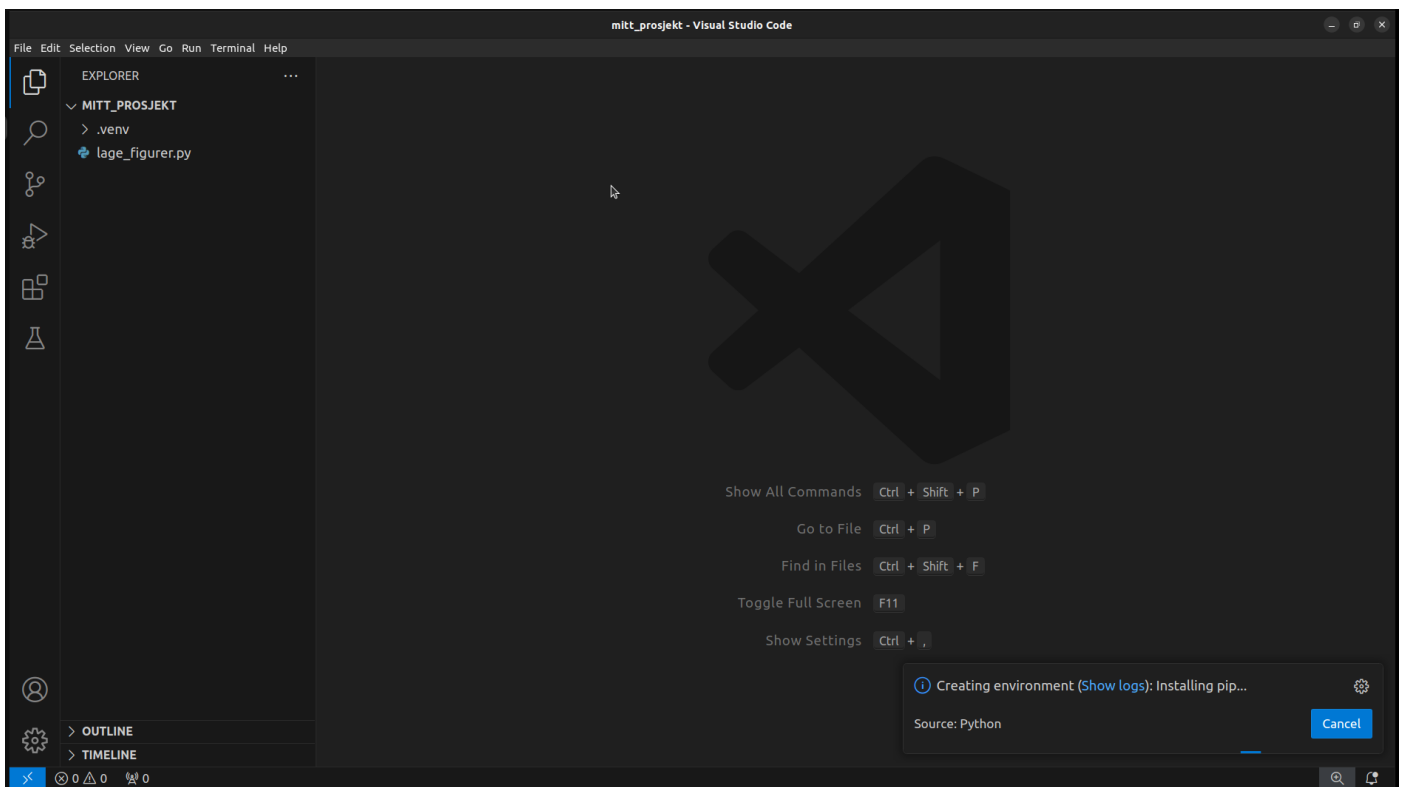 mitt_prosjekt - Visual Studio Code
File Edit Selection View Go Run Terminal Help
EXPLORER
MITT_PROSJEKT
.venv
lage_figurer.py
Show All Commands Ctrl + Shift + P
Go to File Ctrl + P
Find in Files Ctrl + Shift + F
Toggle Full Screen F11
Show Settings Ctrl + ,
Creating environment (Show logs): Installing pip...
Source: Python
Cancel
OUTLINE
TIMELINE
0 0 0